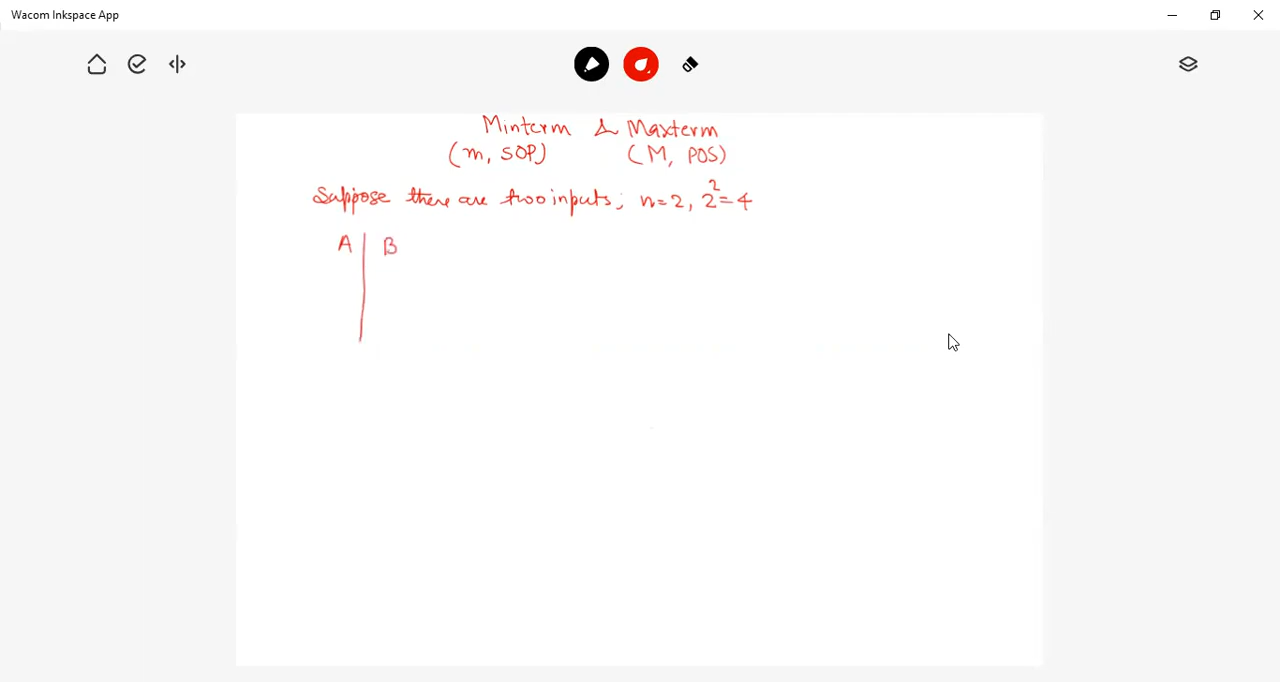 Wacom Inkspace App
Minterm & Maxterm
(m, SOP) (M, POS)
Suppose there are two inputs; n=2, 2²=4
A | B